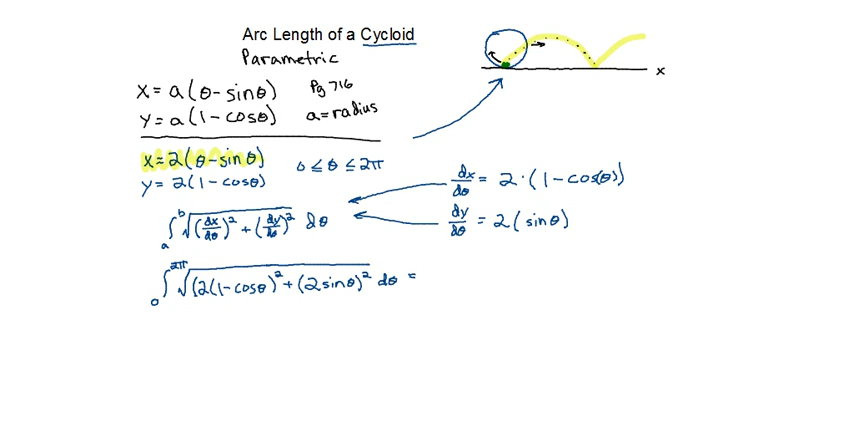 Arc Length of a Cycloid
Parametric
x = a(θ - sinθ) Pg 716
y = a(1 - cosθ) a = radius
x
x = 2(θ - sinθ) 0 ≤ θ ≤ 2π
y = 2(1 - cosθ)
dx/dθ = 2·(1 - cos(θ))
dy/dθ = 2(sinθ)
∫_a^b √((dx/dθ)² + (dy/dθ)²) dθ
∫_0^2π √((2(1 - cosθ)² + (2sinθ)²) dθ =